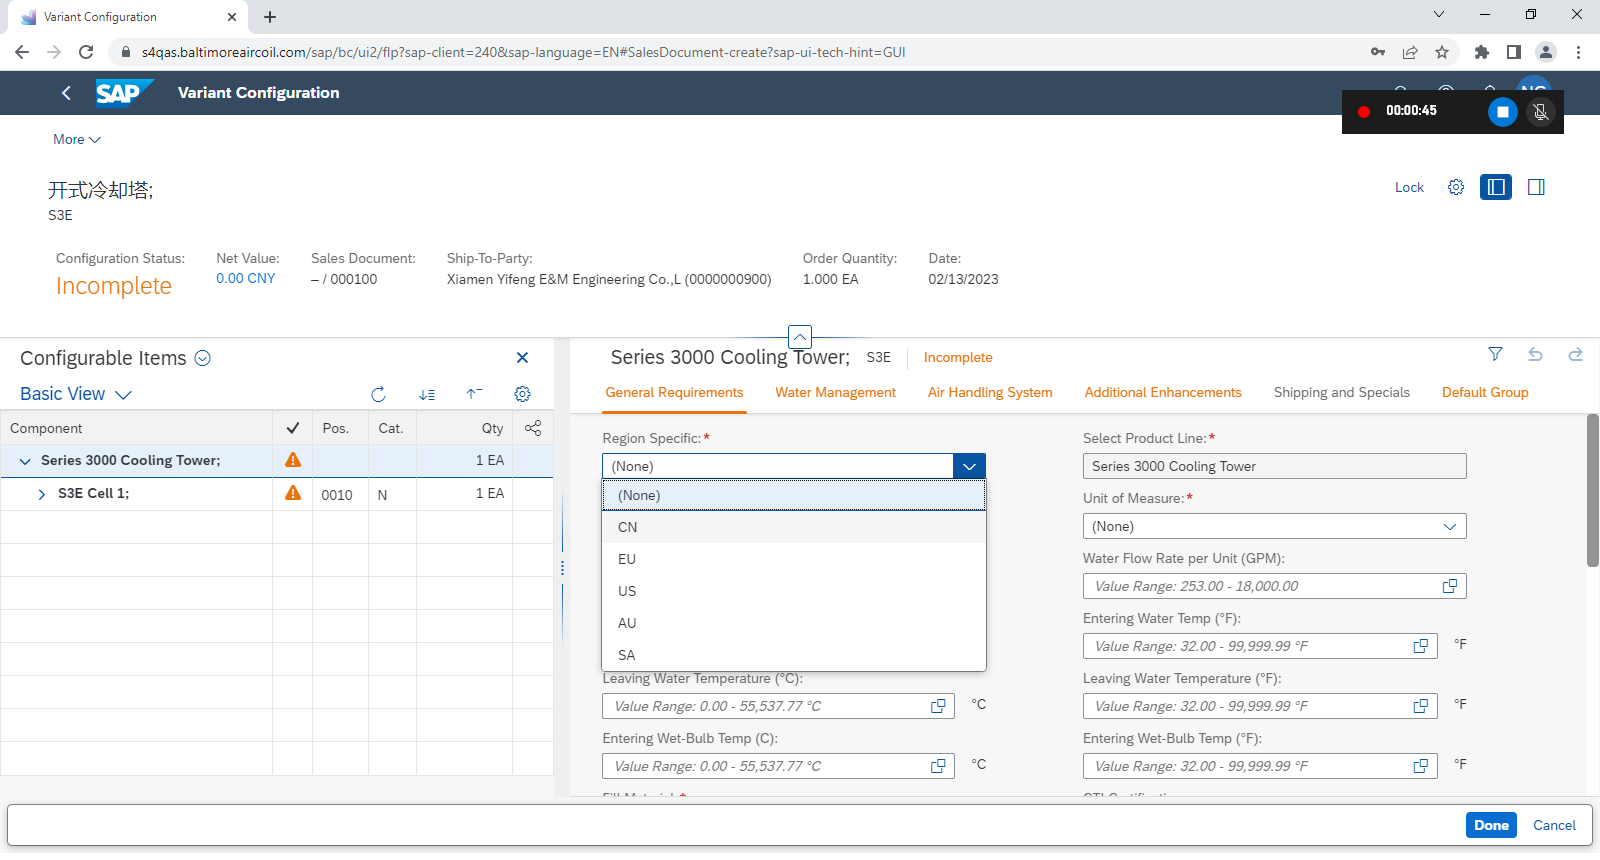 Variant Configuration
s4qas.baltimoreaircoil.com/sap/bc/ui2/flp?sap-client=240&sap-language=EN#SalesDocument-create?sap-ui-tech-hint=GUI
SAP Variant Configuration
00:00:45
More
开式冷却塔;
S3E
Lock
Configuration Status: Net Value: Sales Document: Ship-To-Party: Order Quantity: Date:
Incomplete 0.00 CNY – / 000100 Xiamen Yifeng E&M Engineering Co.,L (0000000900) 1.000 EA 02/13/2023
Configurable Items
Basic View
Component Pos. Cat. Qty
Series 3000 Cooling Tower; 1 EA
S3E Cell 1; 0010 N 1 EA
Series 3000 Cooling Tower; S3E Incomplete
General Requirements Water Management Air Handling System Additional Enhancements Shipping and Specials Default Group
Region Specific:* Select Product Line:*
(None) Series 3000 Cooling Tower
(None)
CN
EU
US
AU
SA
Unit of Measure:*
(None)
Water Flow Rate per Unit (GPM):
Value Range: 253.00 - 18,000.00
Entering Water Temp (°F):
Value Range: 32.00 - 99,999.99 °F °F
Leaving Water Temperature (°C): Leaving Water Temperature (°F):
Value Range: 0.00 - 55,537.77 °C °C Value Range: 32.00 - 99,999.99 °F °F
Entering Wet-Bulb Temp (C): Entering Wet-Bulb Temp (°F):
Value Range: 0.00 - 55,537.77 °C °C Value Range: 32.00 - 99,999.99 °F °F
Done Cancel